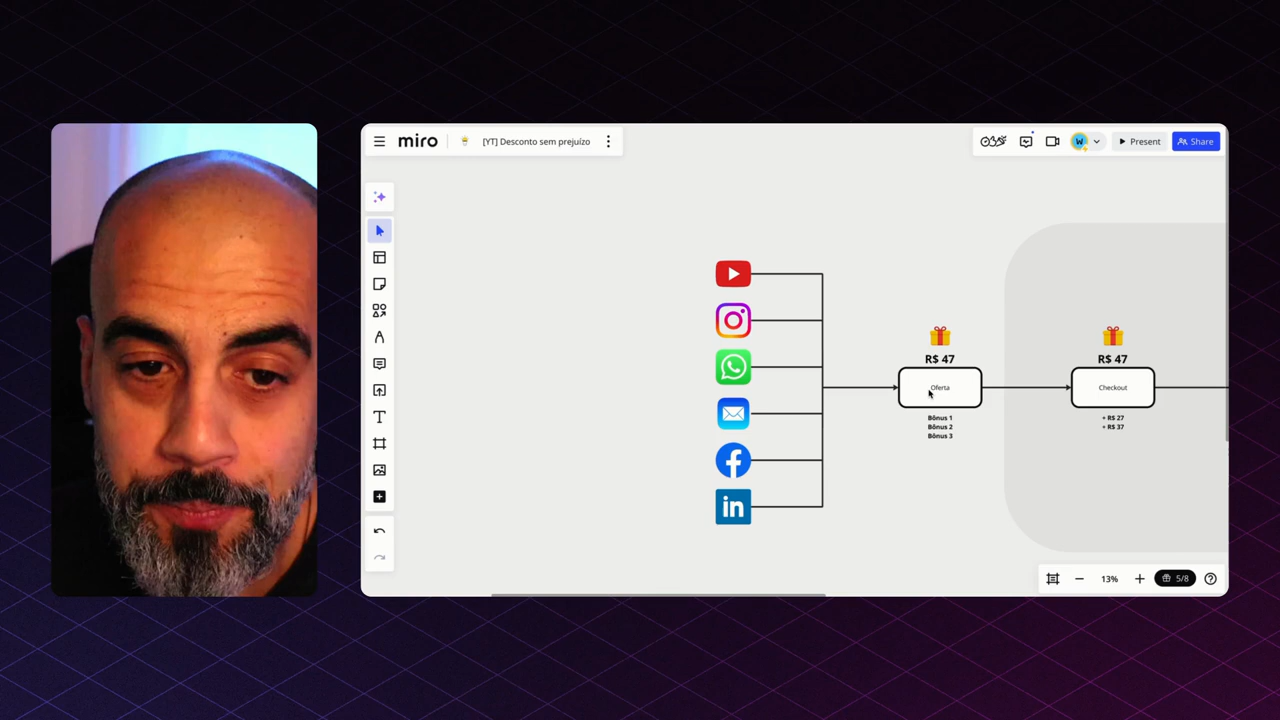 miro
[YT] Desconto sem prejuízo
W
Present
Share
R$ 47
Oferta
Bônus 1
Bônus 2
Bônus 3
R$ 47
Checkout
+ R$ 27
+ R$ 37
in
13%
5/8